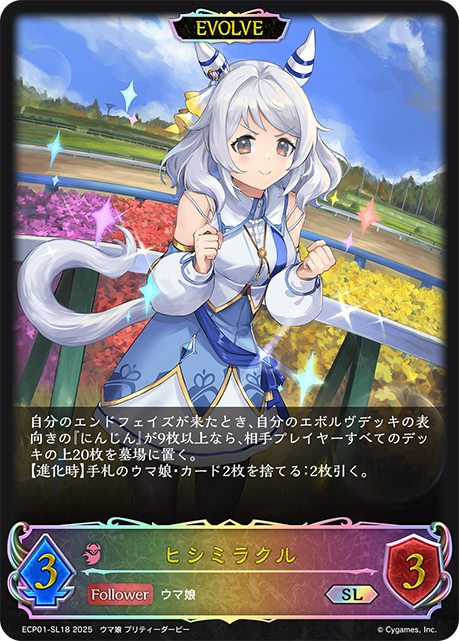 EVOLVE
自分のエンドフェイズが来たとき、自分のエボルヴデッキの表
向きの『にんじん』が9枚以上なら、相手プレイヤーすべてのデッ
キの上20枚を墓場に置く。
【進化時】手札のウマ娘・カード2枚を捨てる:2枚引く。
3
ヒシミラクル
3
Follower
ウマ娘
SL
ECP01-SL18 2025 ウマ娘 プリティーダービー
© Cygames, Inc.